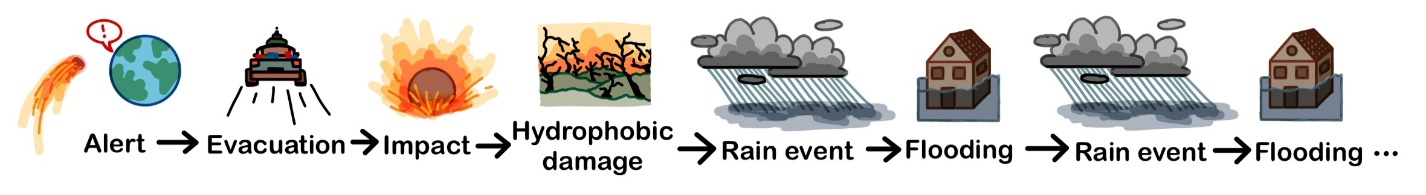 !
Alert → Evacuation → Impact → Hydrophobic
damage → Rain event → Flooding → Rain event → Flooding ...